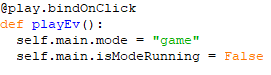 @play.bindOnClick
def playEv():
  self.main.mode = "game"
  self.main.isModeRunning = False